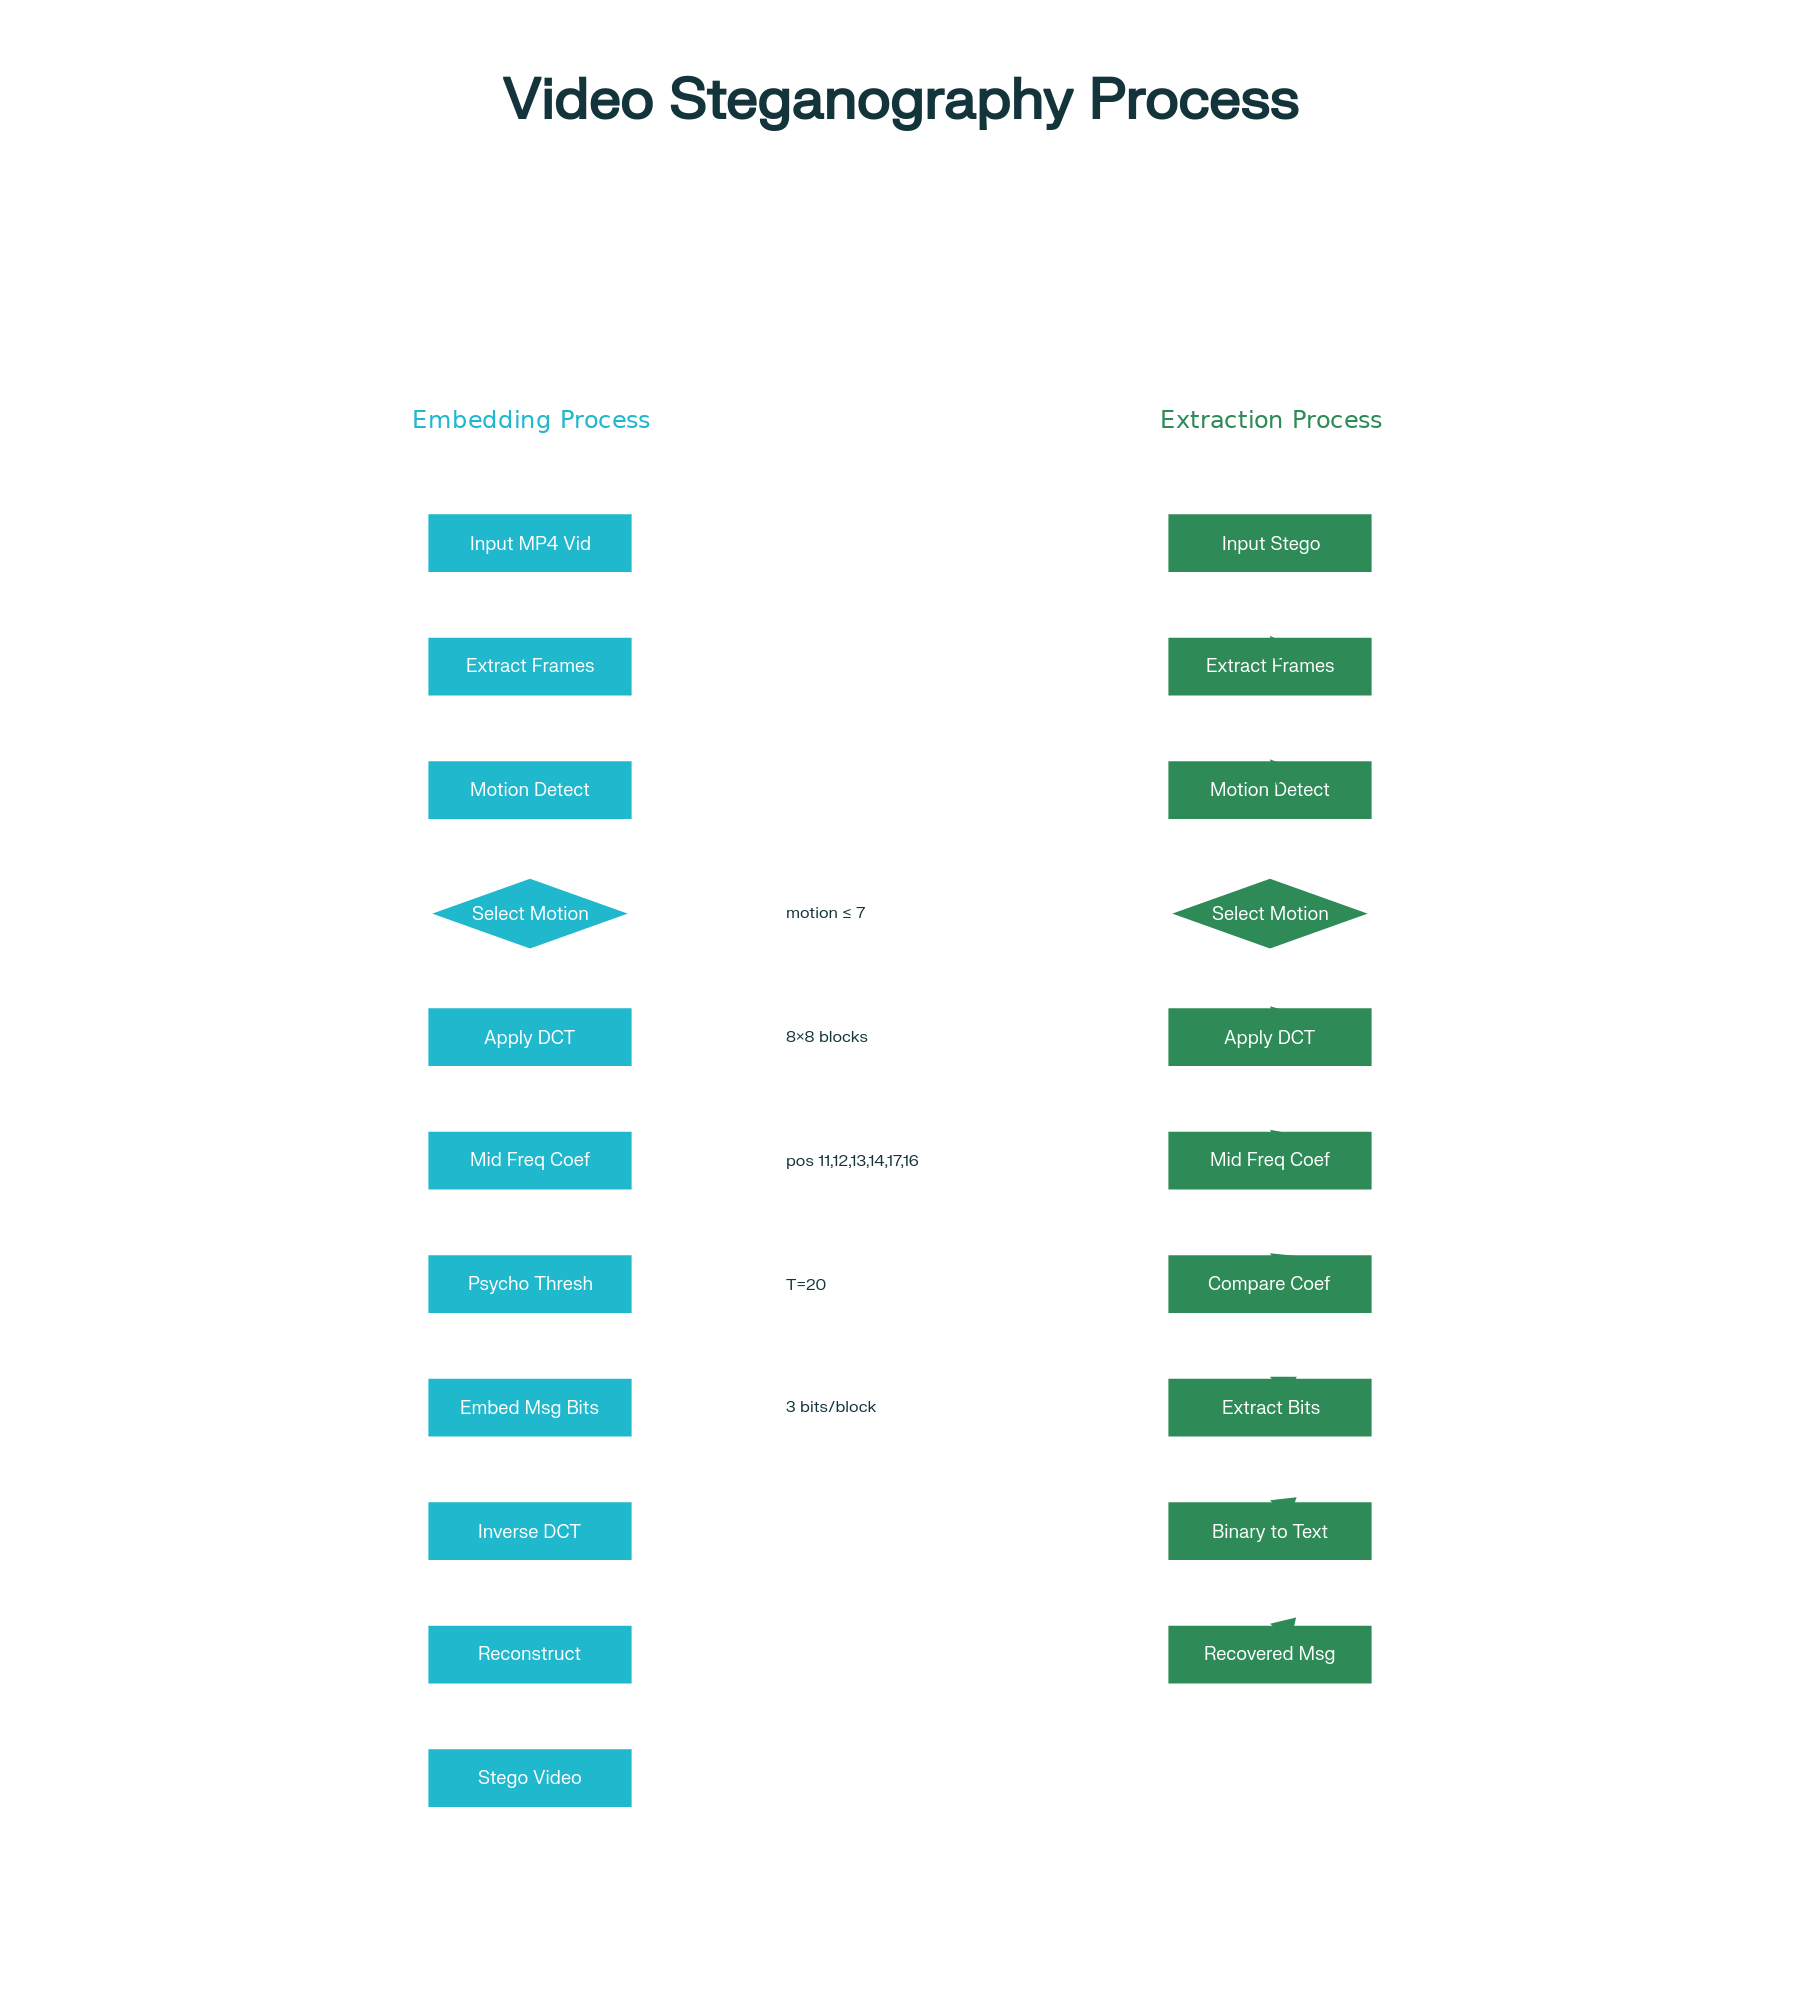 Video Steganography Process
Embedding Process
Input MP4 Vid
Extract Frames
Motion Detect
Select Motion
Apply DCT
Mid Freq Coef
Psycho Thresh
Embed Msg Bits
Inverse DCT
Reconstruct
Stego Video
motion ≤ 7
8×8 blocks
pos 11,12,13,14,17,16
T=20
3 bits/block
Extraction Process
Input Stego
Extract Frames
Motion Detect
Select Motion
Apply DCT
Mid Freq Coef
Compare Coef
Extract Bits
Binary to Text
Recovered Msg